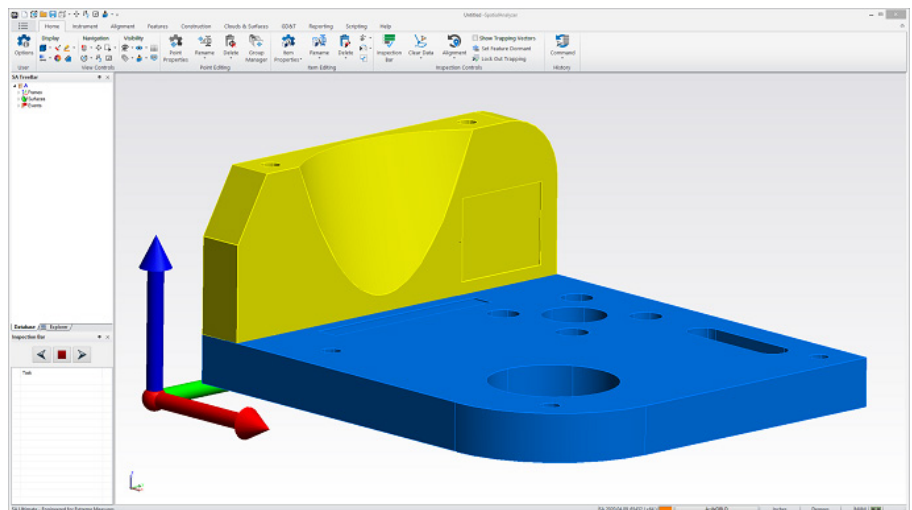 Untitled - SpatialAnalyzer
Home Instrument Alignment Features Construction Clouds & Surfaces GD&T Reporting Scripting Help
Display Navigation Visibility
Options
Point Properties
Rename
Delete
Group Manager
Item Properties
Rename
Delete
Inspection Bar
Clear Data
Alignment
Show Trapping Vectors
Set Feature Dormant
Lock Out Trapping
Command
User View Controls Point Editing Item Editing Inspection Controls History
SA TreeBar
A
Frames
Surfaces
Events
Database Explorer
Inspection Bar
Task
Inches